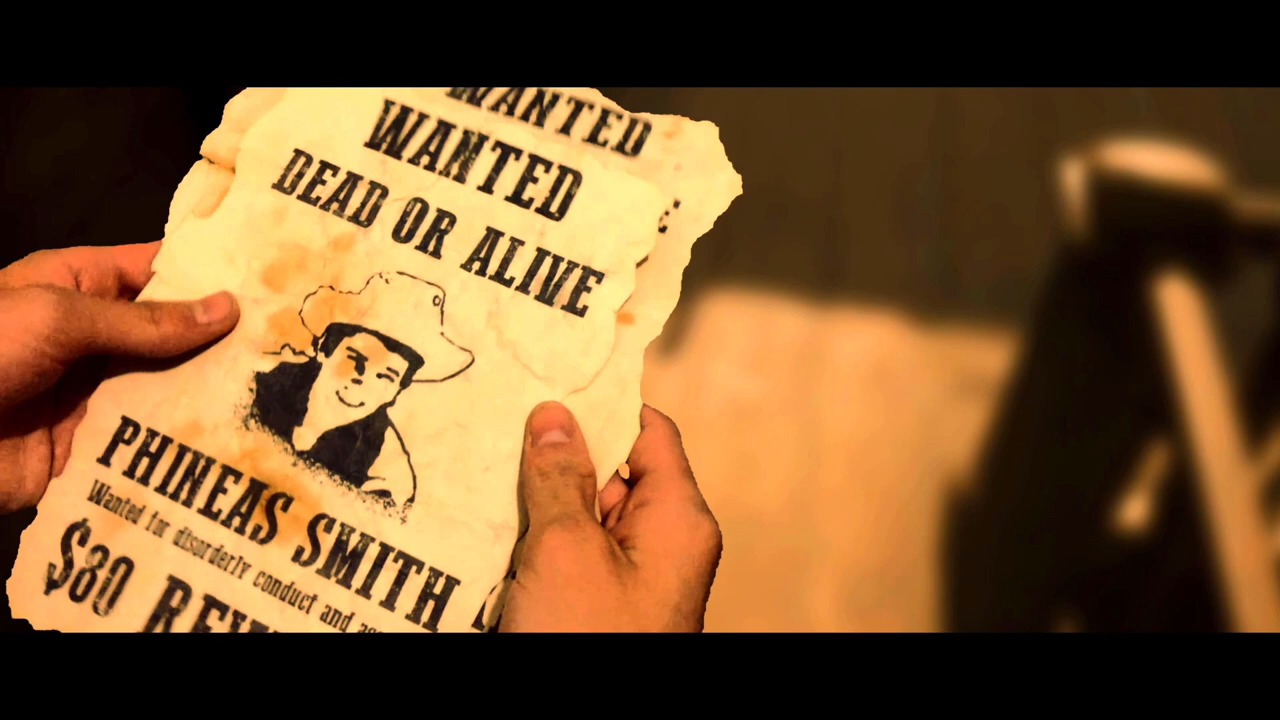 WANTED
WANTED
DEAD OR ALIVE
PHINEAS SMITH
Wanted for disorderly conduct and
$80